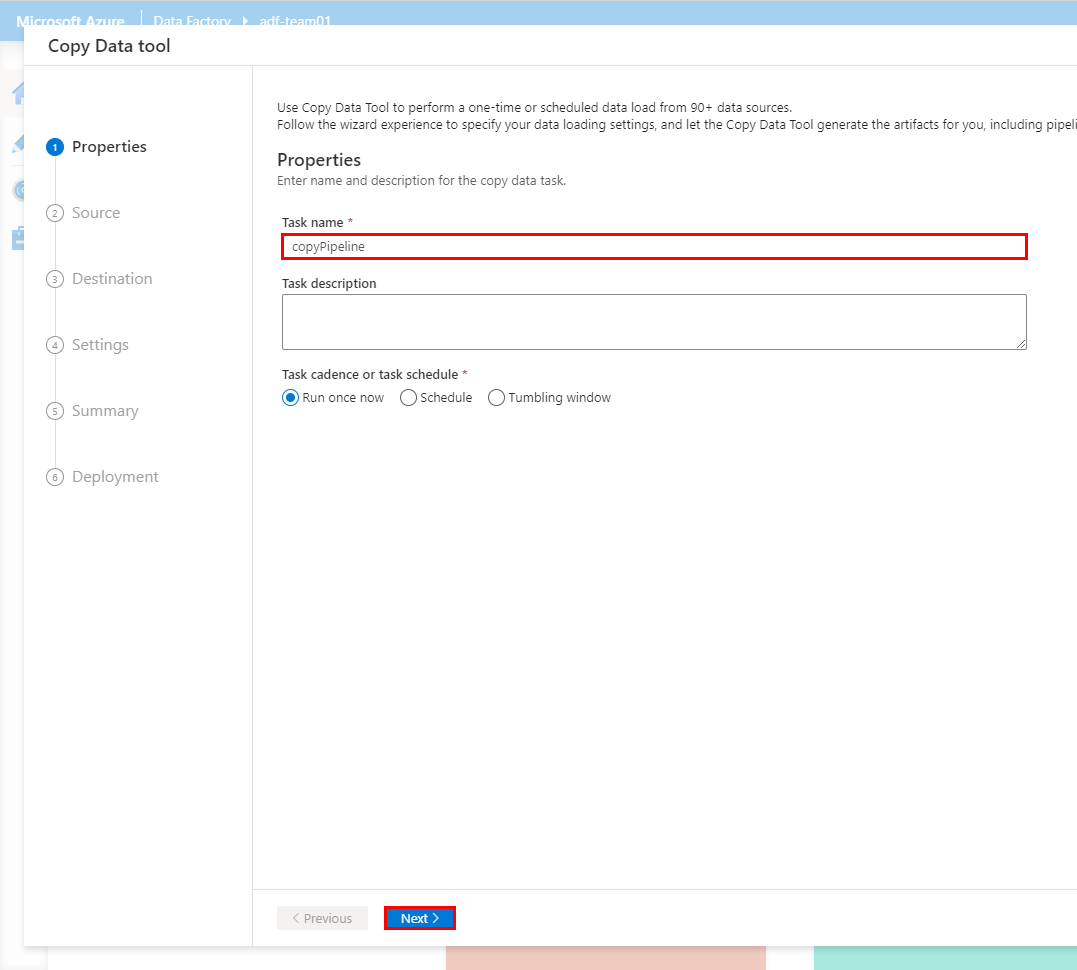 Microsoft Azure Data Factory adf-team01
Copy Data tool
1 Properties
2 Source
3 Destination
4 Settings
5 Summary
6 Deployment
Use Copy Data Tool to perform a one-time or scheduled data load from 90+ data sources.
Follow the wizard experience to specify your data loading settings, and let the Copy Data Tool generate the artifacts for you, including pipeli
Properties
Enter name and description for the copy data task.
Task name *
copyPipeline
Task description
Task cadence or task schedule *
Run once now Schedule Tumbling window
Previous Next